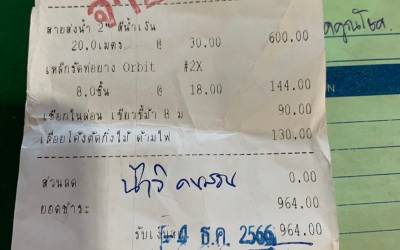 สายส่งน้ำ 2" สีน้ำเงิน
20.0เมตร @ 30.00 600.00
เหล็กรัดท่อยาง Orbit #2X
8.0ชิ้น @ 18.00 144.00
เชือกไนล่อน เขียวขี้ม้า 8 ม 90.00
เลื่อยโค้งตัดกิ่งไม้ ด้ามไฟ 130.00
ส่วนลด 0.00
ยอดชำระ 964.00
รับเงิน 964.00
4 ธ.ค. 2566